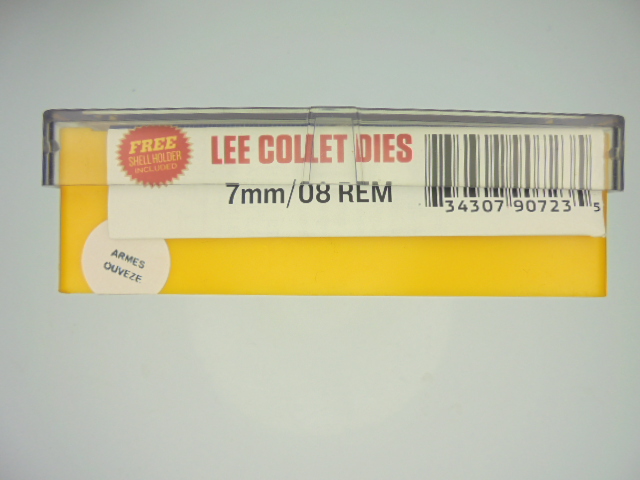 FREE
SHELL HOLDER
INCLUDED
LEE COLLET DIES
7mm/08 REM
34307 90723 5
ARMES
OUVEZE